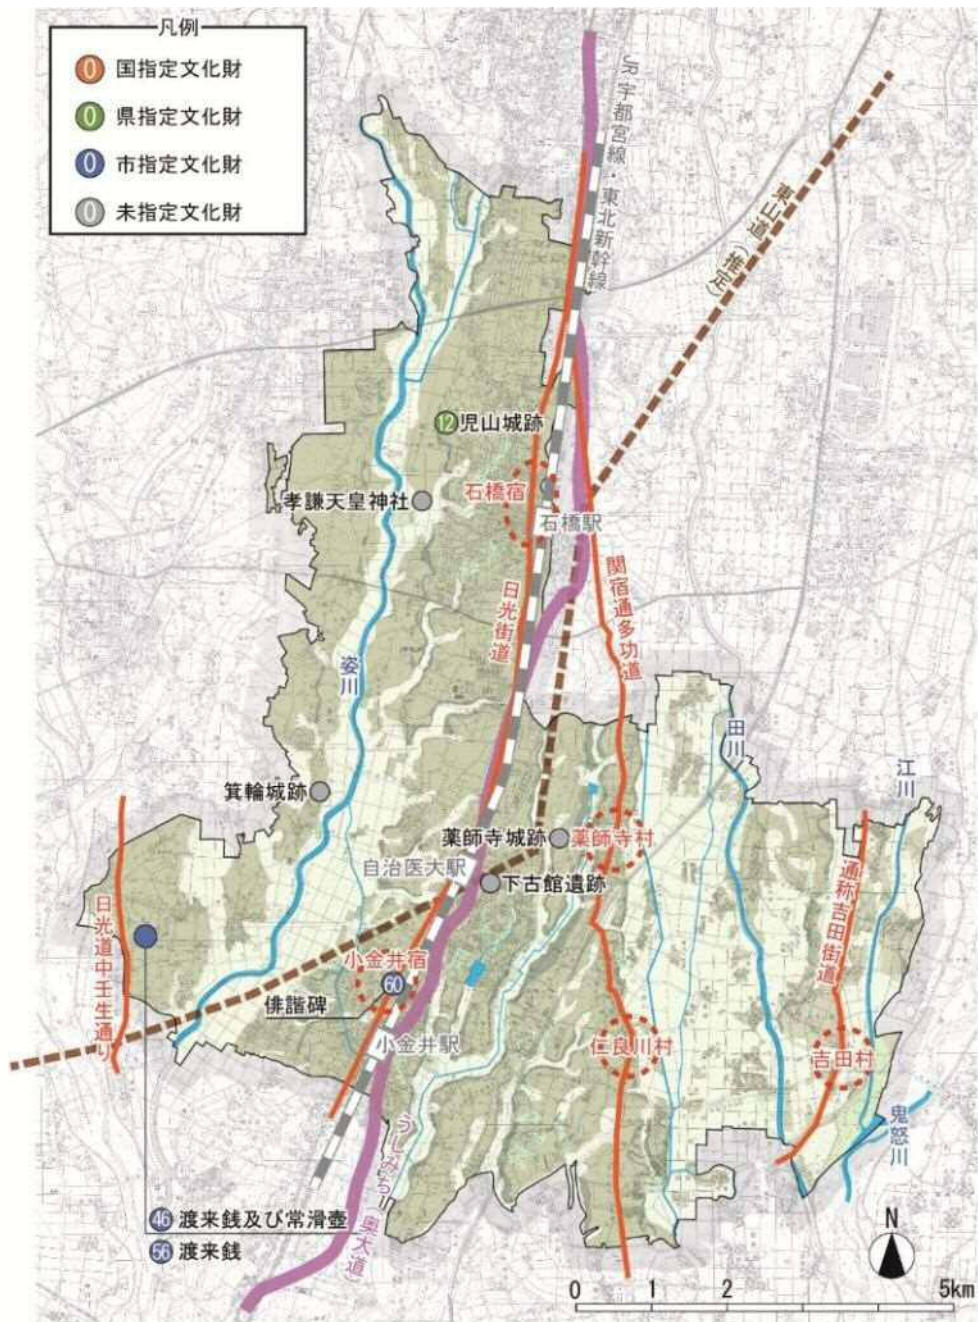 凡例
0 国指定文化財
0 県指定文化財
0 市指定文化財
0 未指定文化財
JR宇都宮線・東北新幹線
東山道（推定）
12 児山城跡
孝謙天皇神社
石橋宿
石橋駅
日光街道
関宿通多功道
姿川
田川
江川
箕輪城跡
薬師寺城跡
薬師寺村
自治医大駅
下古館遺跡
通称吉田街道
日光道中壬生通り
小金井宿
60
俳諧碑
小金井駅
仁良川村
吉田村
鬼怒川
うしみち
奥大道
46 渡来銭及び常滑壺
56 渡来銭
N
0 1 2 5km